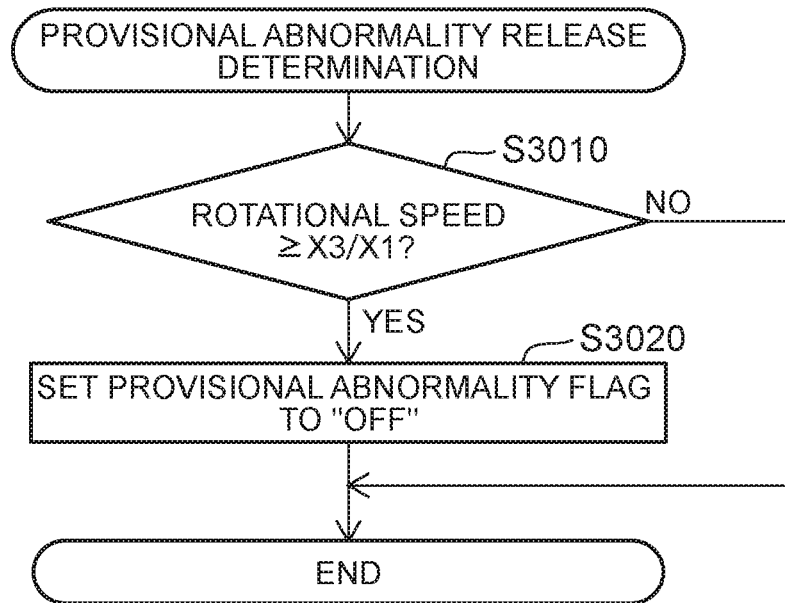 PROVISIONAL ABNORMALITY RELEASE
DETERMINATION
S3010
ROTATIONAL SPEED
≥ X3/X1?
NO
YES
S3020
SET PROVISIONAL ABNORMALITY FLAG
TO "OFF"
END